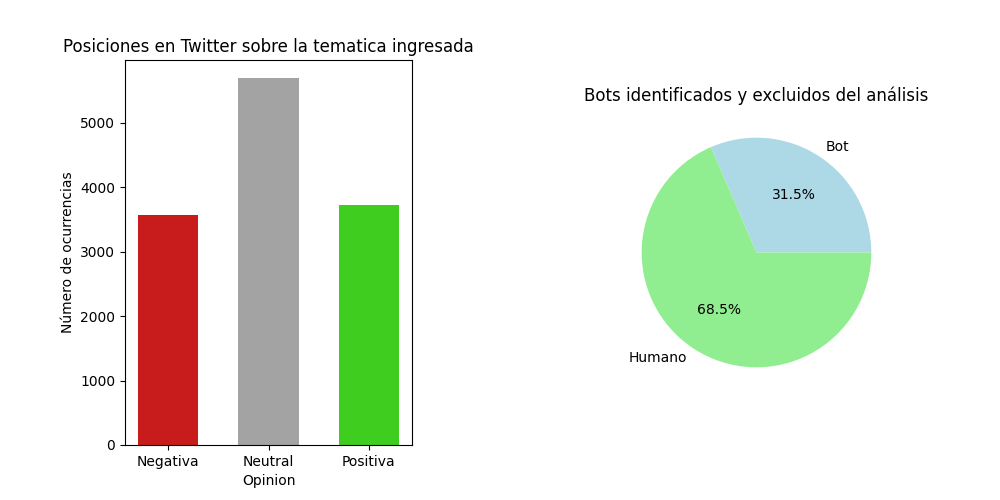 Posiciones en Twitter sobre la tematica ingresada
Número de ocurrencias
5000
4000
3000
2000
1000
0
Negativa
Neutral
Positiva
Opinion
Bots identificados y excluidos del análisis
Bot
31.5%
68.5%
Humano